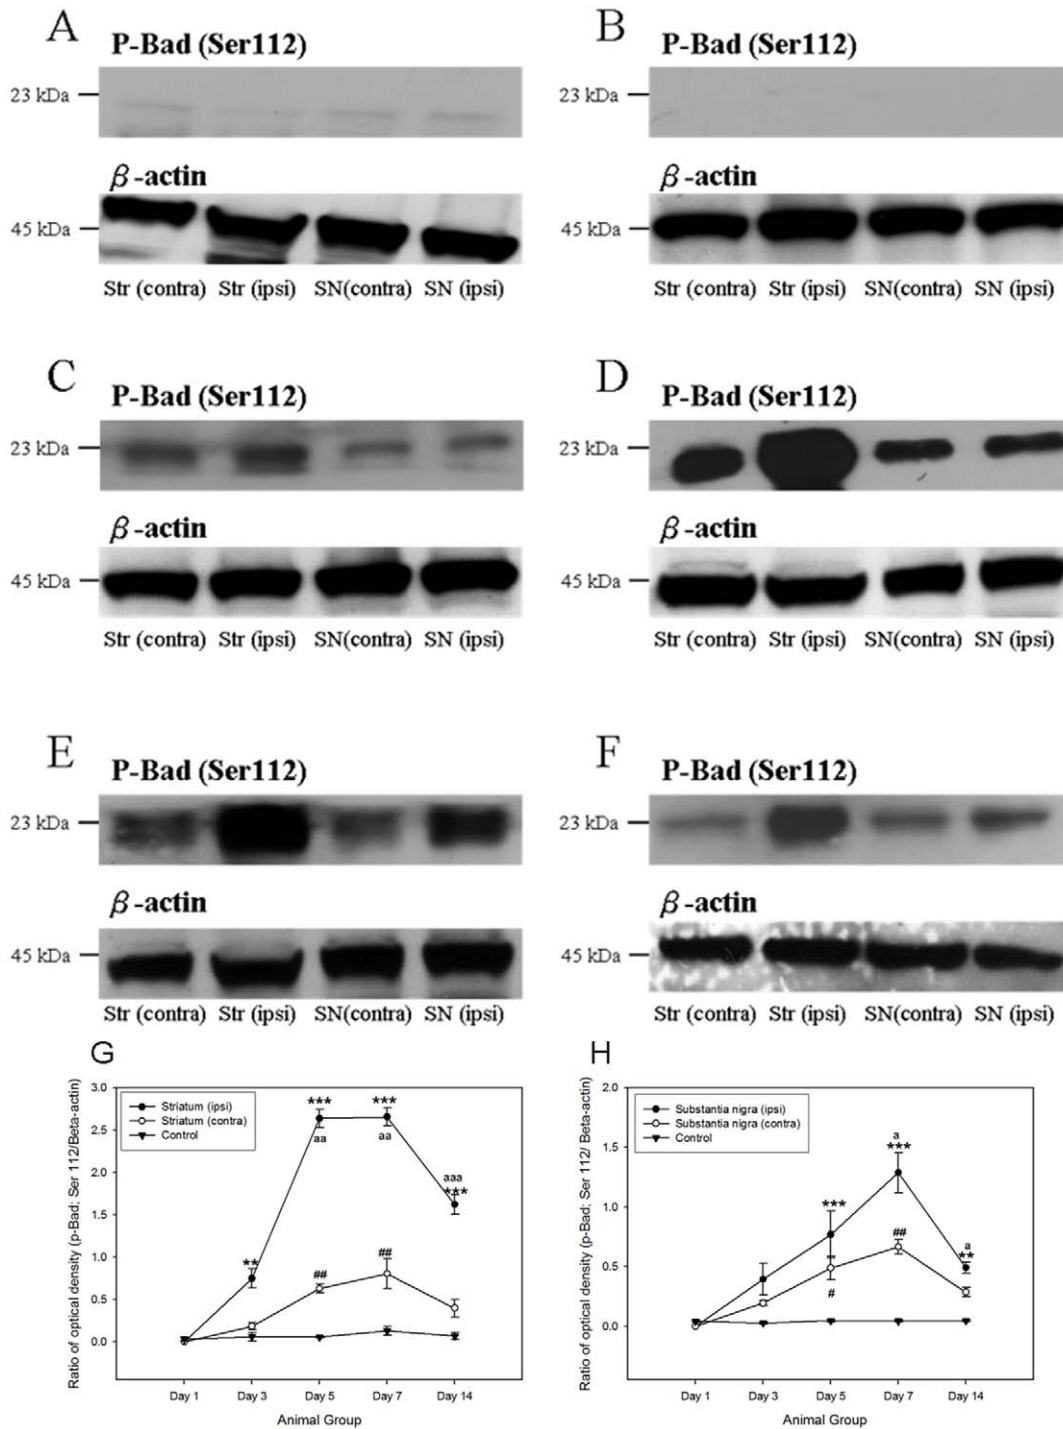 A
P-Bad (Ser112)
23 kDa
β-actin
45 kDa
Str (contra) Str (ipsi) SN(contra) SN (ipsi)
B
P-Bad (Ser112)
23 kDa
β-actin
45 kDa
Str (contra) Str (ipsi) SN(contra) SN (ipsi)
C
P-Bad (Ser112)
23 kDa
β-actin
45 kDa
Str (contra) Str (ipsi) SN(contra) SN (ipsi)
D
P-Bad (Ser112)
23 kDa
β-actin
45 kDa
Str (contra) Str (ipsi) SN(contra) SN (ipsi)
E
P-Bad (Ser112)
23 kDa
β-actin
45 kDa
Str (contra) Str (ipsi) SN(contra) SN (ipsi)
F
P-Bad (Ser112)
23 kDa
β-actin
45 kDa
Str (contra) Str (ipsi) SN(contra) SN (ipsi)
G
Ratio of optical density (p-Bad; Ser 112/Beta-actin)
3.0
2.5
2.0
1.5
1.0
0.5
0.0
Striatum (ipsi)
Striatum (contra)
Control
**
***
aa
##
***
aa
##
aaa
***
Day 1 Day 3 Day 5 Day 7 Day 14
Animal Group
H
Ratio of optical density (p-Bad; Ser 112/ Beta-actin)
2.0
1.5
1.0
0.5
0.0
Substantia nigra (ipsi)
Substantia nigra (contra)
Control
***
#
a
***
##
a
**
Day 1 Day 3 Day 5 Day 7 Day 14
Animal Group